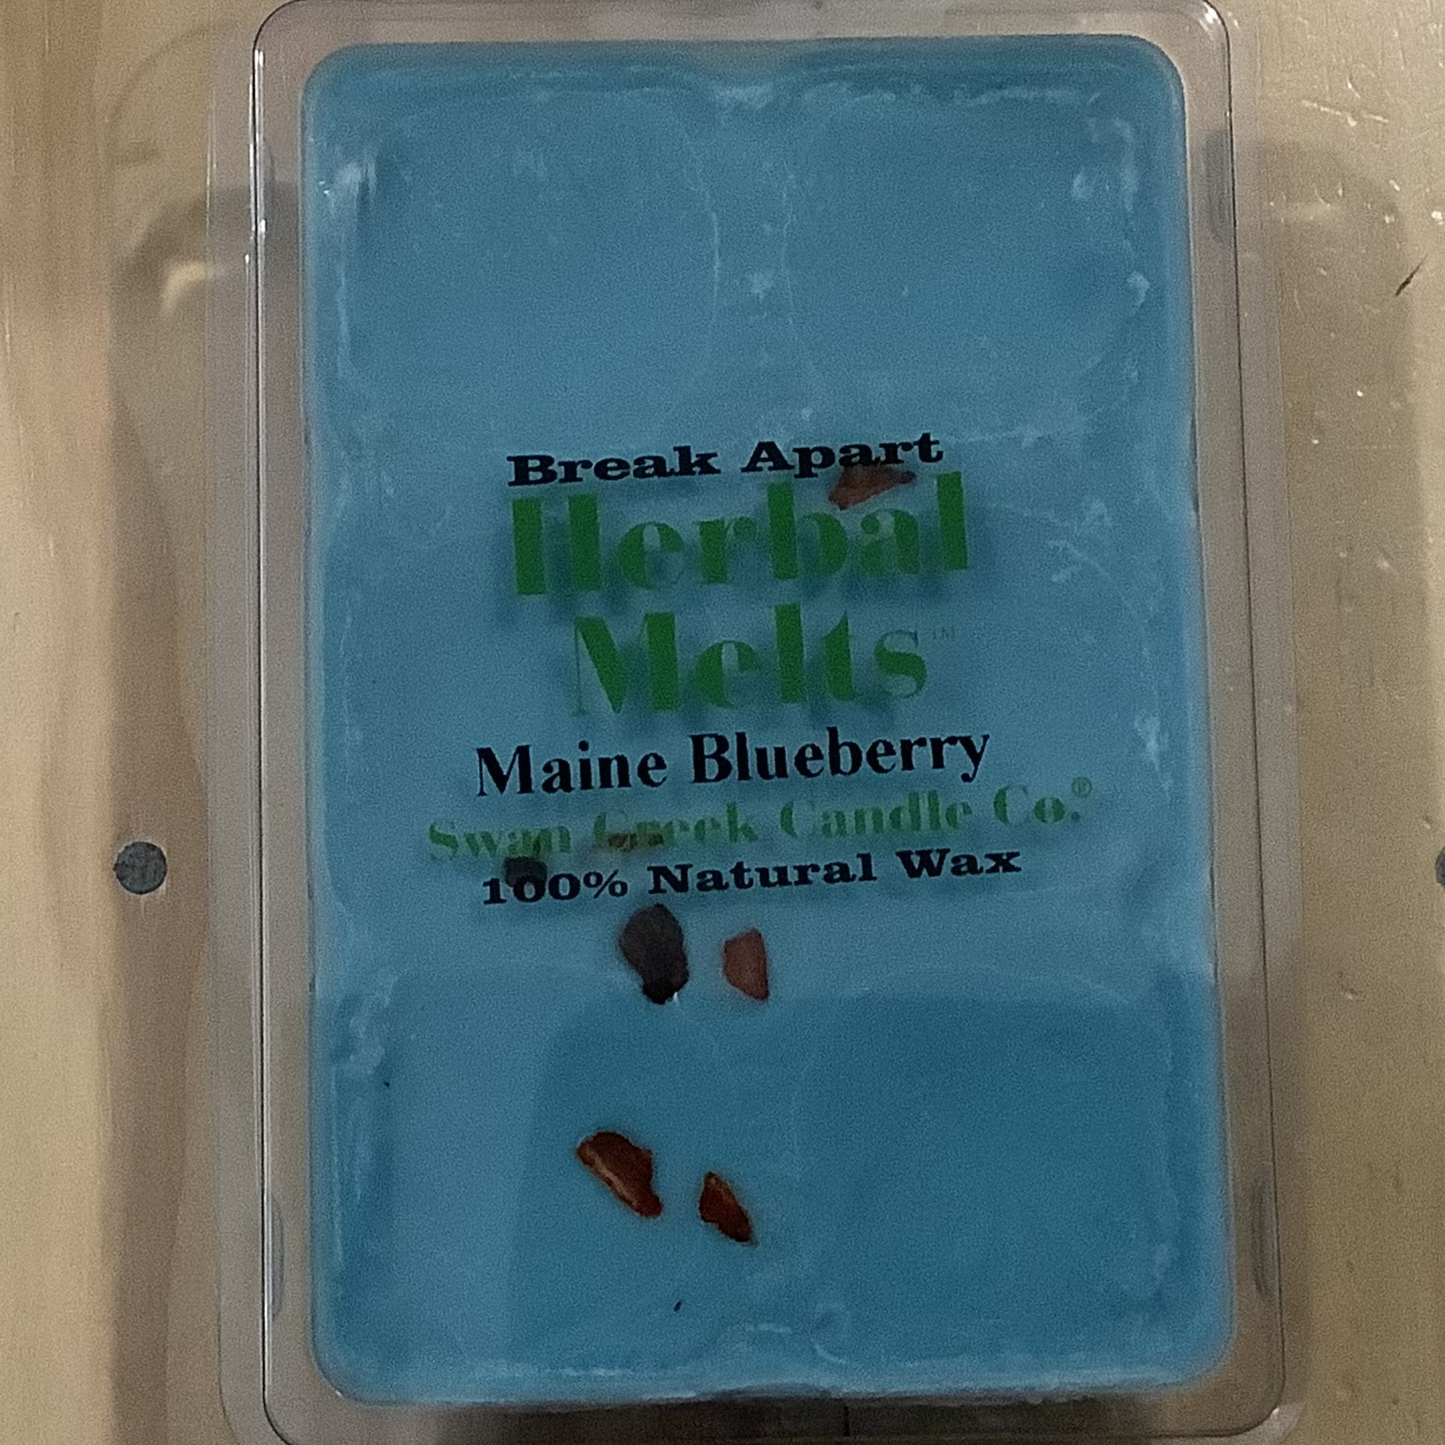 Break Apart
Herbal
Melts™
Maine Blueberry
Swan Creek Candle Co.®
100% Natural Wax